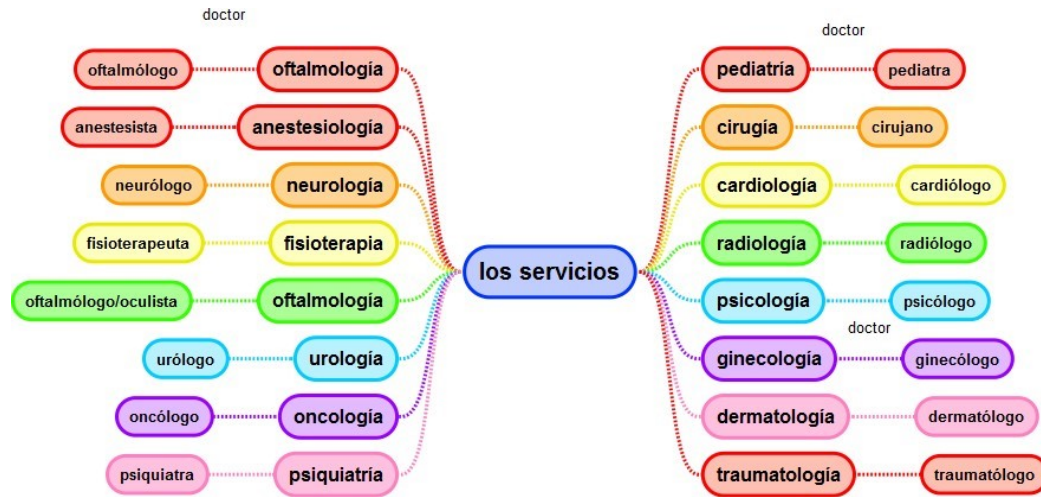 doctor
oftalmólogo
oftalmología
anestesista
anestesiología
neurólogo
neurología
fisioterapeuta
fisioterapia
oftalmólogo/oculista
oftalmología
urólogo
urología
oncólogo
oncología
psiquiatra
psiquiatría
los servicios
doctor
pediatría
pediatra
cirugía
cirujano
cardiología
cardiólogo
radiología
radiólogo
psicología
psicólogo
doctor
ginecología
ginecólogo
dermatología
dermatólogo
traumatología
traumatólogo